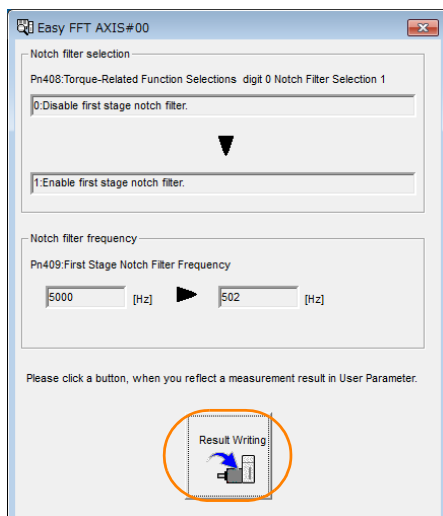 Easy FFT AXIS#00
Notch filter selection
Pn408:Torque-Related Function Selections digit 0 Notch Filter Selection 1
0:Disable first stage notch filter.
1:Enable first stage notch filter.
Notch filter frequency
Pn409:First Stage Notch Filter Frequency
5000 [Hz] 502 [Hz]
Please click a button, when you reflect a measurement result in User Parameter.
Result Writing